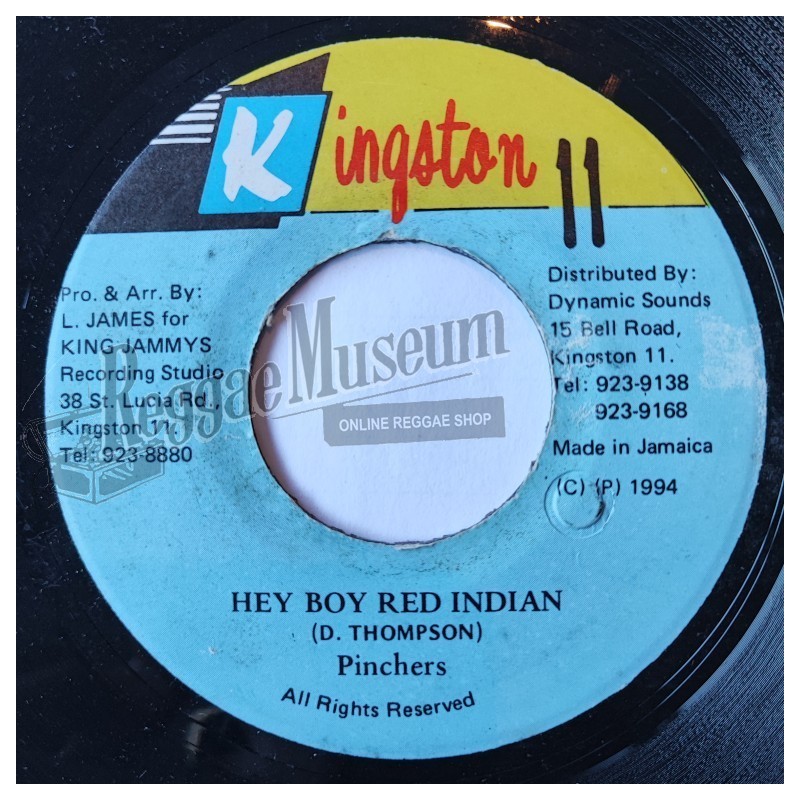 Kingston 11
Pro. & Arr. By:
L. JAMES for
KING JAMMYS
Recording Studio
38 St. Lucia Rd.,
Kingston 11.
Tel: 923-8880
Distributed By:
Dynamic Sounds
15 Bell Road,
Kingston 11.
Tel: 923-9138
923-9168
Made in Jamaica
(C) (P) 1994
Reggae Museum
ONLINE REGGAE SHOP
HEY BOY RED INDIAN
(D. THOMPSON)
Pinchers
All Rights Reserved